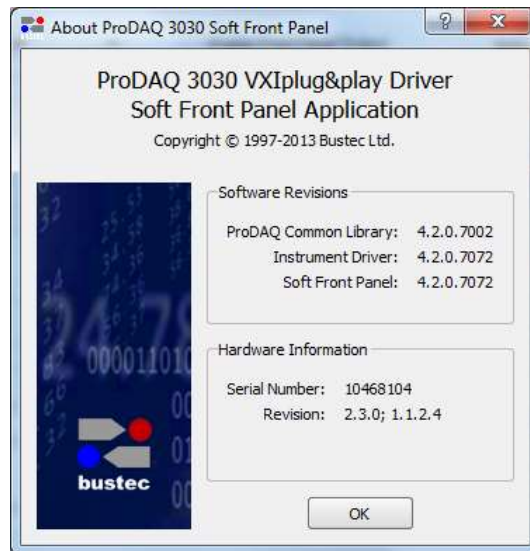 About ProDAQ 3030 Soft Front Panel
ProDAQ 3030 VXIplug&play Driver
Soft Front Panel Application
Copyright © 1997-2013 Bustec Ltd.
Software Revisions
ProDAQ Common Library: 4.2.0.7002
Instrument Driver: 4.2.0.7072
Soft Front Panel: 4.2.0.7072
Hardware Information
Serial Number: 10468104
Revision: 2.3.0; 1.1.2.4
000011010
bustec
OK